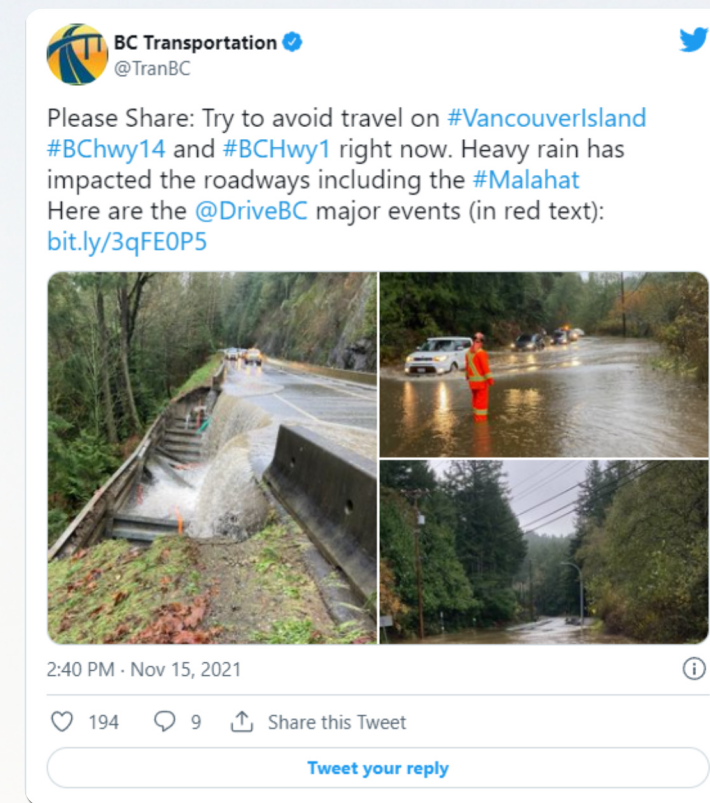 BC Transportation
@TranBC
Please Share: Try to avoid travel on #VancouverIsland
#BChwy14 and #BCHwy1 right now. Heavy rain has
impacted the roadways including the #Malahat
Here are the @DriveBC major events (in red text):
bit.ly/3qFE0P5
2:40 PM · Nov 15, 2021
194 9 Share this Tweet
Tweet your reply